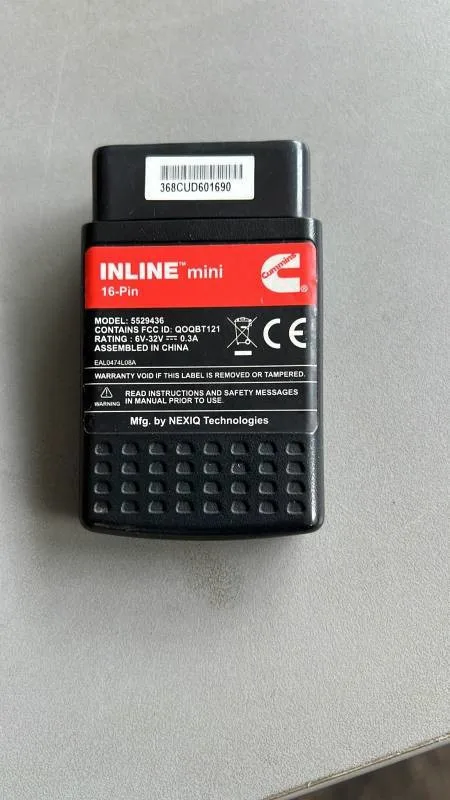 368CUD601690
INLINE™ mini
16-Pin
Cummins
®
MODEL: 5529436
CONTAINS FCC ID: QOQBT121
RATING : 6V-32V ⎓ 0.3A
ASSEMBLED IN CHINA
CE
EAL0474L08A
WARRANTY VOID IF THIS LABEL IS REMOVED OR TAMPERED.
WARNING
READ INSTRUCTIONS AND SAFETY MESSAGES
IN MANUAL PRIOR TO USE.
Mfg. by NEXIQ Technologies